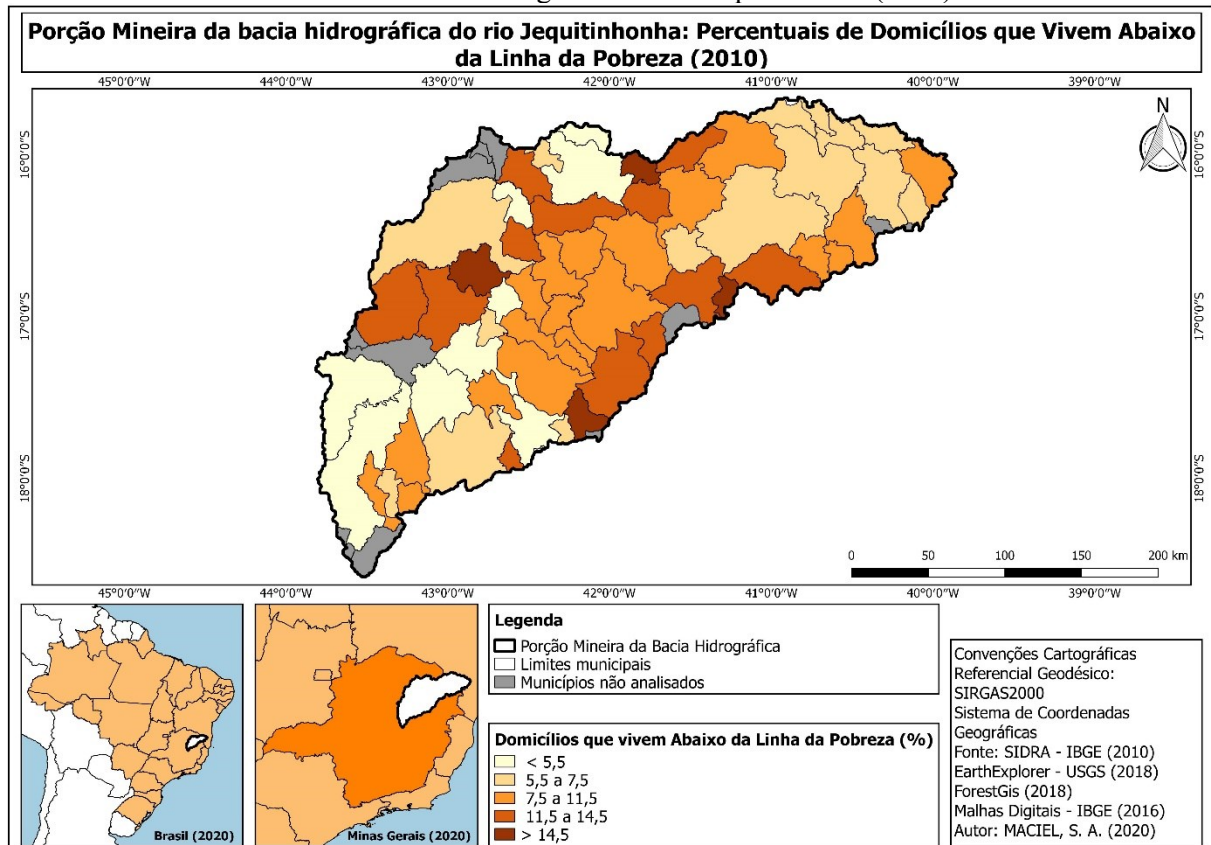 Porção Mineira da bacia hidrográfica do rio Jequitinhonha: Percentuais de Domicílios que Vivem Abaixo
da Linha da Pobreza (2010)
45°0'0"W 44°0'0"W 43°0'0"W 42°0'0"W 41°0'0"W 40°0'0"W 39°0'0"W
N
16°0'0"S 16°0'0"S
17°0'0"S 17°0'0"S
18°0'0"S 18°0'0"S
0 50 100 150 200 km
45°0'0"W 44°0'0"W 43°0'0"W 42°0'0"W 41°0'0"W 40°0'0"W 39°0'0"W
Brasil (2020)
Minas Gerais (2020)
Legenda
Porção Mineira da Bacia Hidrográfica
Limites municipais
Municípios não analisados
Domicílios que vivem Abaixo da Linha da Pobreza (%)
< 5,5
5,5 a 7,5
7,5 a 11,5
11,5 a 14,5
> 14,5
Convenções Cartográficas
Referencial Geodésico:
SIRGAS2000
Sistema de Coordenadas
Geográficas
Fonte: SIDRA - IBGE (2010)
EarthExplorer - USGS (2018)
ForestGis (2018)
Malhas Digitais - IBGE (2016)
Autor: MACIEL, S. A. (2020)